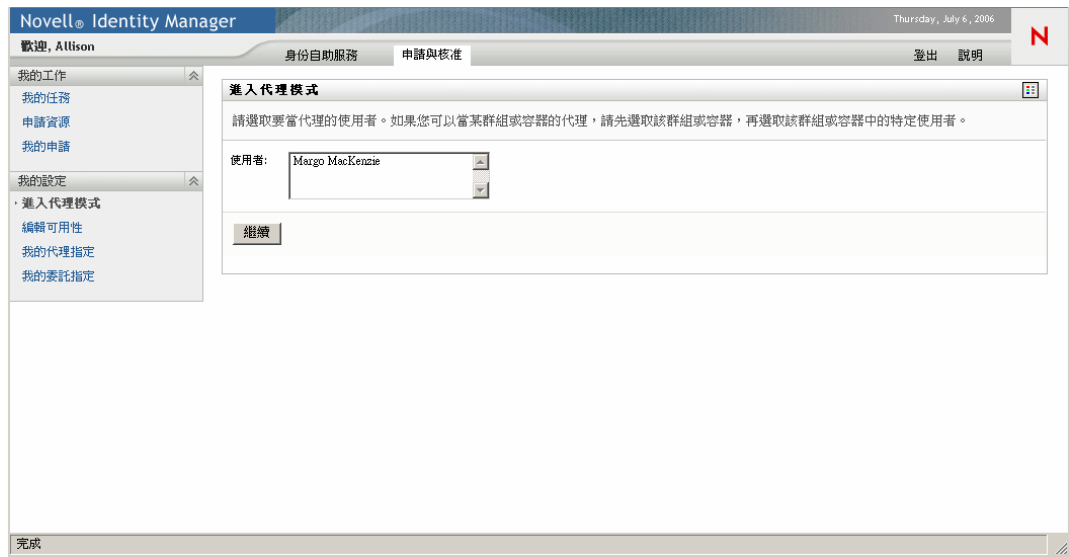 Novell® Identity Manager
Thursday, July 6, 2006
N
歡迎, Allison
身份自助服務
申請與核准
登出
說明
我的工作
我的任務
申請資源
我的申請
我的設定
進入代理模式
編輯可用性
我的代理指定
我的委託指定
進入代理模式
請選取要當代理的使用者。如果您可以當某群組或容器的代理，請先選取該群組或容器，再選取該群組或容器中的特定使用者。
使用者:
Margo MacKenzie
繼續
完成